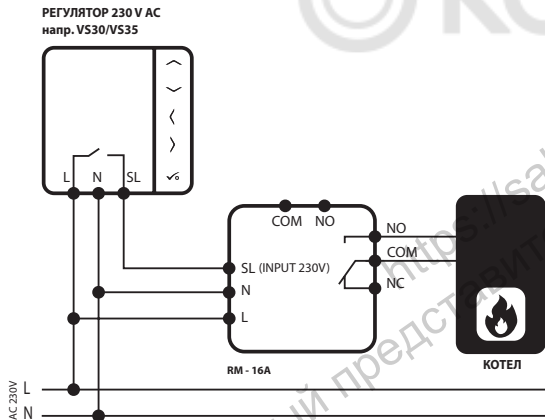 РЕГУЛЯТОР 230 V AC
напр. VS30/VS35
L N SL
COM NO
NO
COM
NC
SL (INPUT 230V)
N
L
RM - 16A
КОТЕЛ
AC 230V
L
N